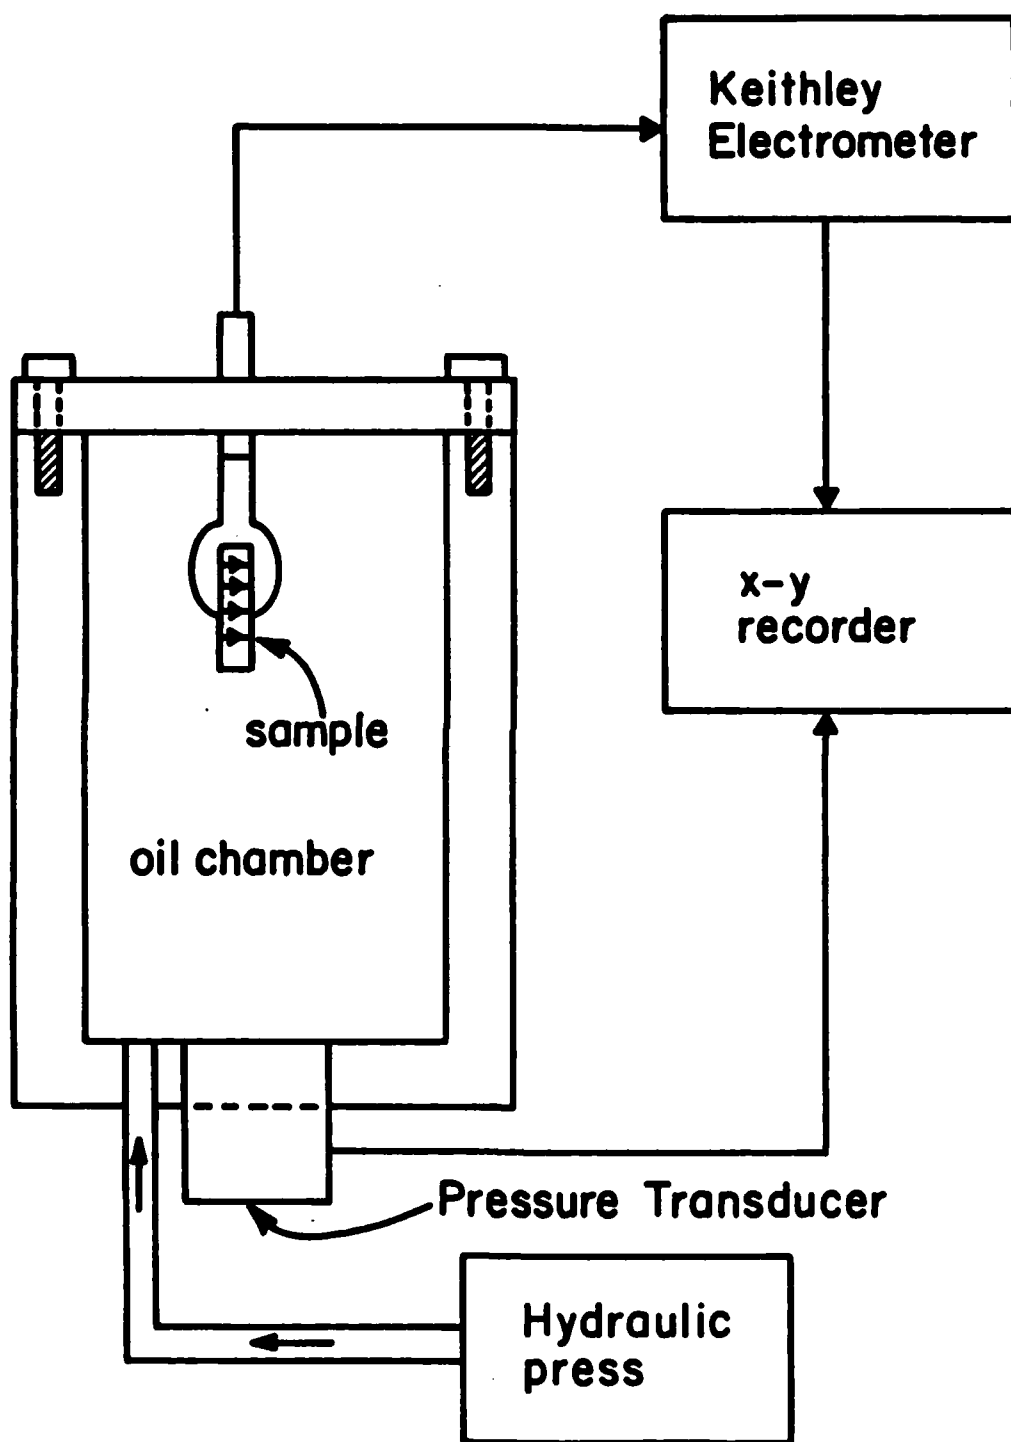 Keithley
Electrometer
x-y
recorder
sample
oil chamber
Pressure Transducer
Hydraulic
press